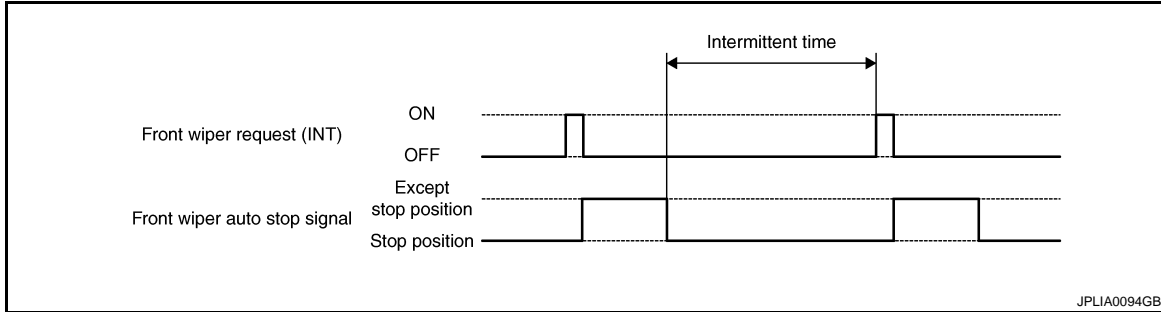 Intermittent time
ON
Front wiper request (INT)
OFF
Except
stop position
Front wiper auto stop signal
Stop position
JPLIA0094GB